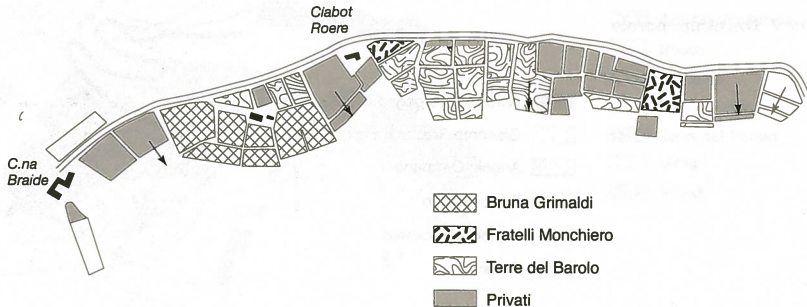 Ciabot
Roere
C.na
Braide
Bruna Grimaldi
Fratelli Monchiero
Terre del Barolo
Privati